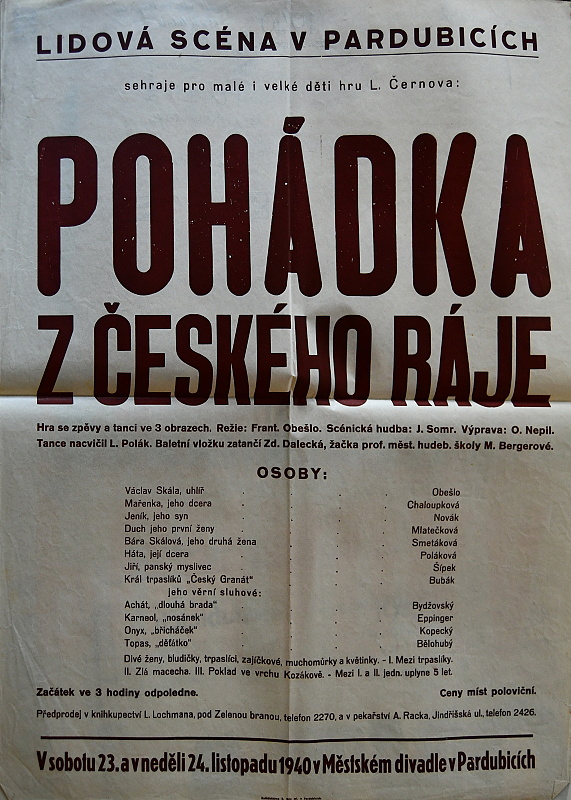 LIDOVÁ SCÉNA V PARDUBICÍCH
sehraje pro malé i velké děti hru L. Černova:
POHÁDKA
Z ČESKÉHO RÁJE
Hra se zpěvy a tanci ve 3 obrazech. Režie: Frant. Obešlo. Scénická hudba: J. Somr. Výprava: O. Nepil.
Tance nacvičil L. Polák. Baletní vložku zatančí Zd. Dalecká, žačka prof. měst. hudeb. školy M. Bergerové.
OSOBY:
Václav Skála, uhlíř . . . . Obešlo
Mařenka, jeho dcera . . . . Chaloupková
Jeník, jeho syn . . . . Novák
Duch jeho první ženy . . . . Mlatečková
Bára Skálová, jeho druhá žena . . . Smetáková
Háta, její dcera . . . . Poláková
Jiří, panský myslivec . . . . Šípek
Král trpaslíků „Český Granát“ . . . Bubák
jeho věrní sluhové:
Achát, „dlouhá brada“ . . . . Bydžovský
Karneol, „nosánek“ . . . . Eppinger
Onyx, „břicháček“ . . . . Kopecký
Topas, „děťátko“ . . . . Bělohubý
Divé ženy, bludičky, trpaslíci, zajíčkové, muchomůrky a květinky. - I. Mezi trpaslíky.
II. Zlá macecha. III. Poklad ve vrchu Kozákově. - Mezi I. a II. jedn. uplyne 5 let.
Začátek ve 3 hodiny odpoledne. Ceny míst poloviční.
Předprodej v knihkupectví L. Lochmana, pod Zelenou branou, telefon 2270, a v pekařství A. Racka, Jindřišská ul., telefon 2426.
V sobotu 23. a v neděli 24. listopadu 1940 v Městském divadle v Pardubicích